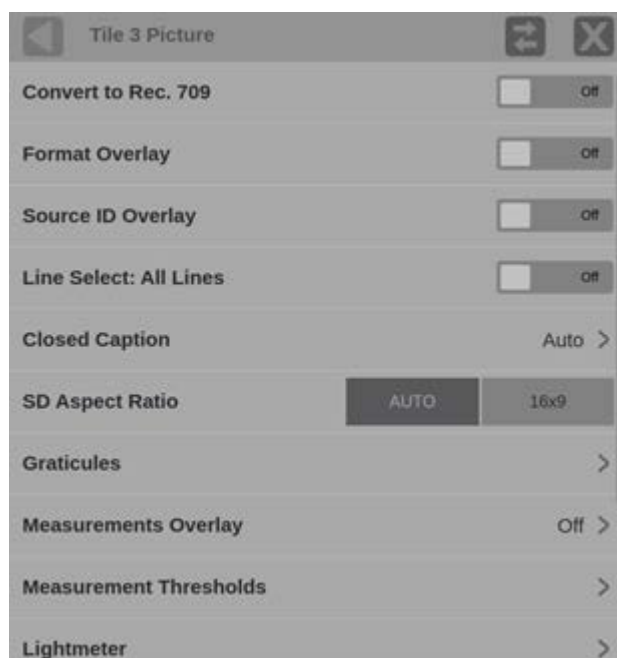 Tile 3 Picture
Convert to Rec. 709 Off
Format Overlay Off
Source ID Overlay Off
Line Select: All Lines Off
Closed Caption Auto
SD Aspect Ratio AUTO 16x9
Graticules
Measurements Overlay Off
Measurement Thresholds
Lightmeter